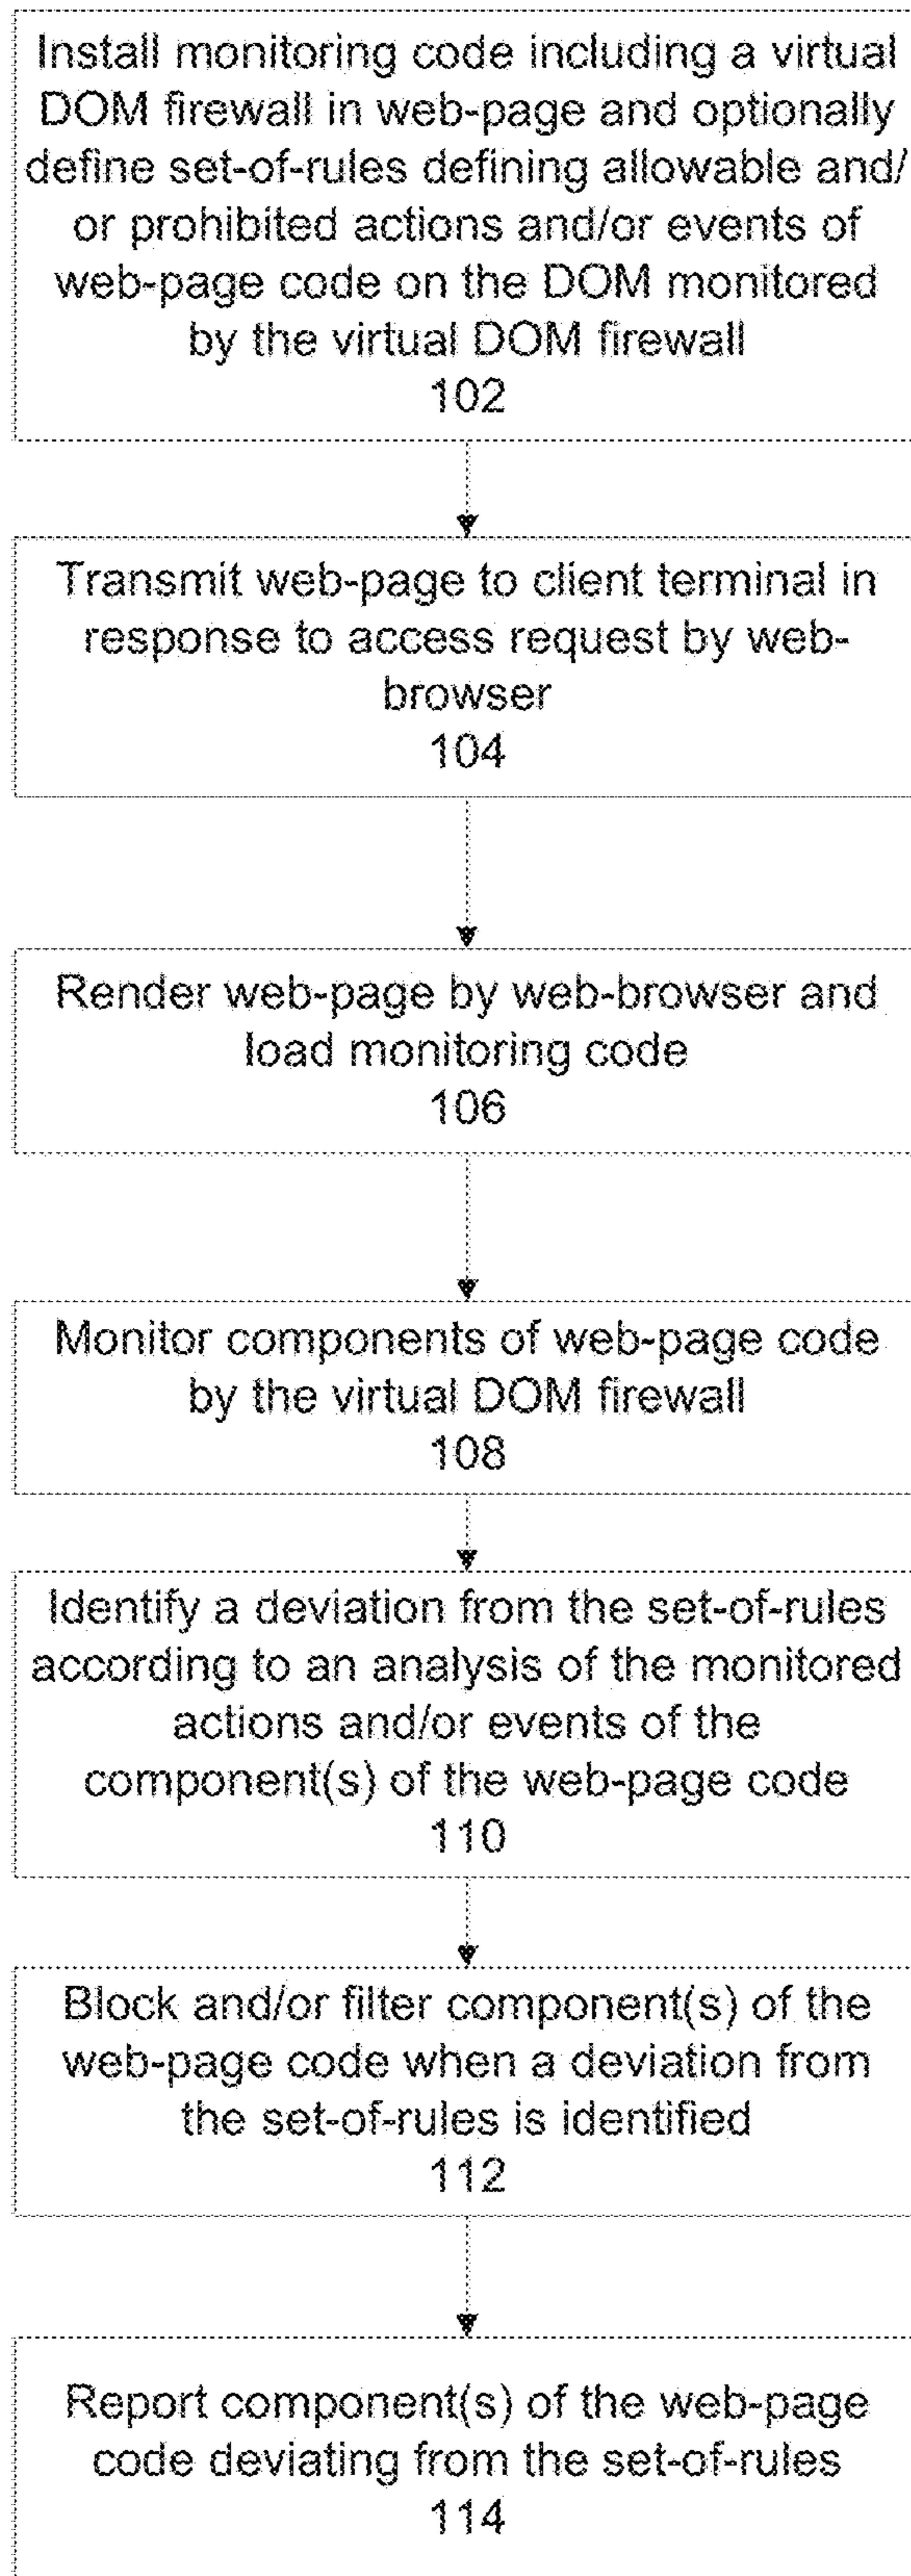 Install monitoring code including a virtual
DOM firewall in web-page and optionally
define set-of-rules defining allowable and/
or prohibited actions and/or events of
web-page code on the DOM monitored
by the virtual DOM firewall
102
Transmit web-page to client terminal in
response to access request by web-
browser
104
Render web-page by web-browser and
load monitoring code
106
Monitor components of web-page code
by the virtual DOM firewall
108
Identify a deviation from the set-of-rules
according to an analysis of the monitored
actions and/or events of the
component(s) of the web-page code
110
Block and/or filter component(s) of the
web-page code when a deviation from
the set-of-rules is identified
112
Report component(s) of the web-page
code deviating from the set-of-rules
114